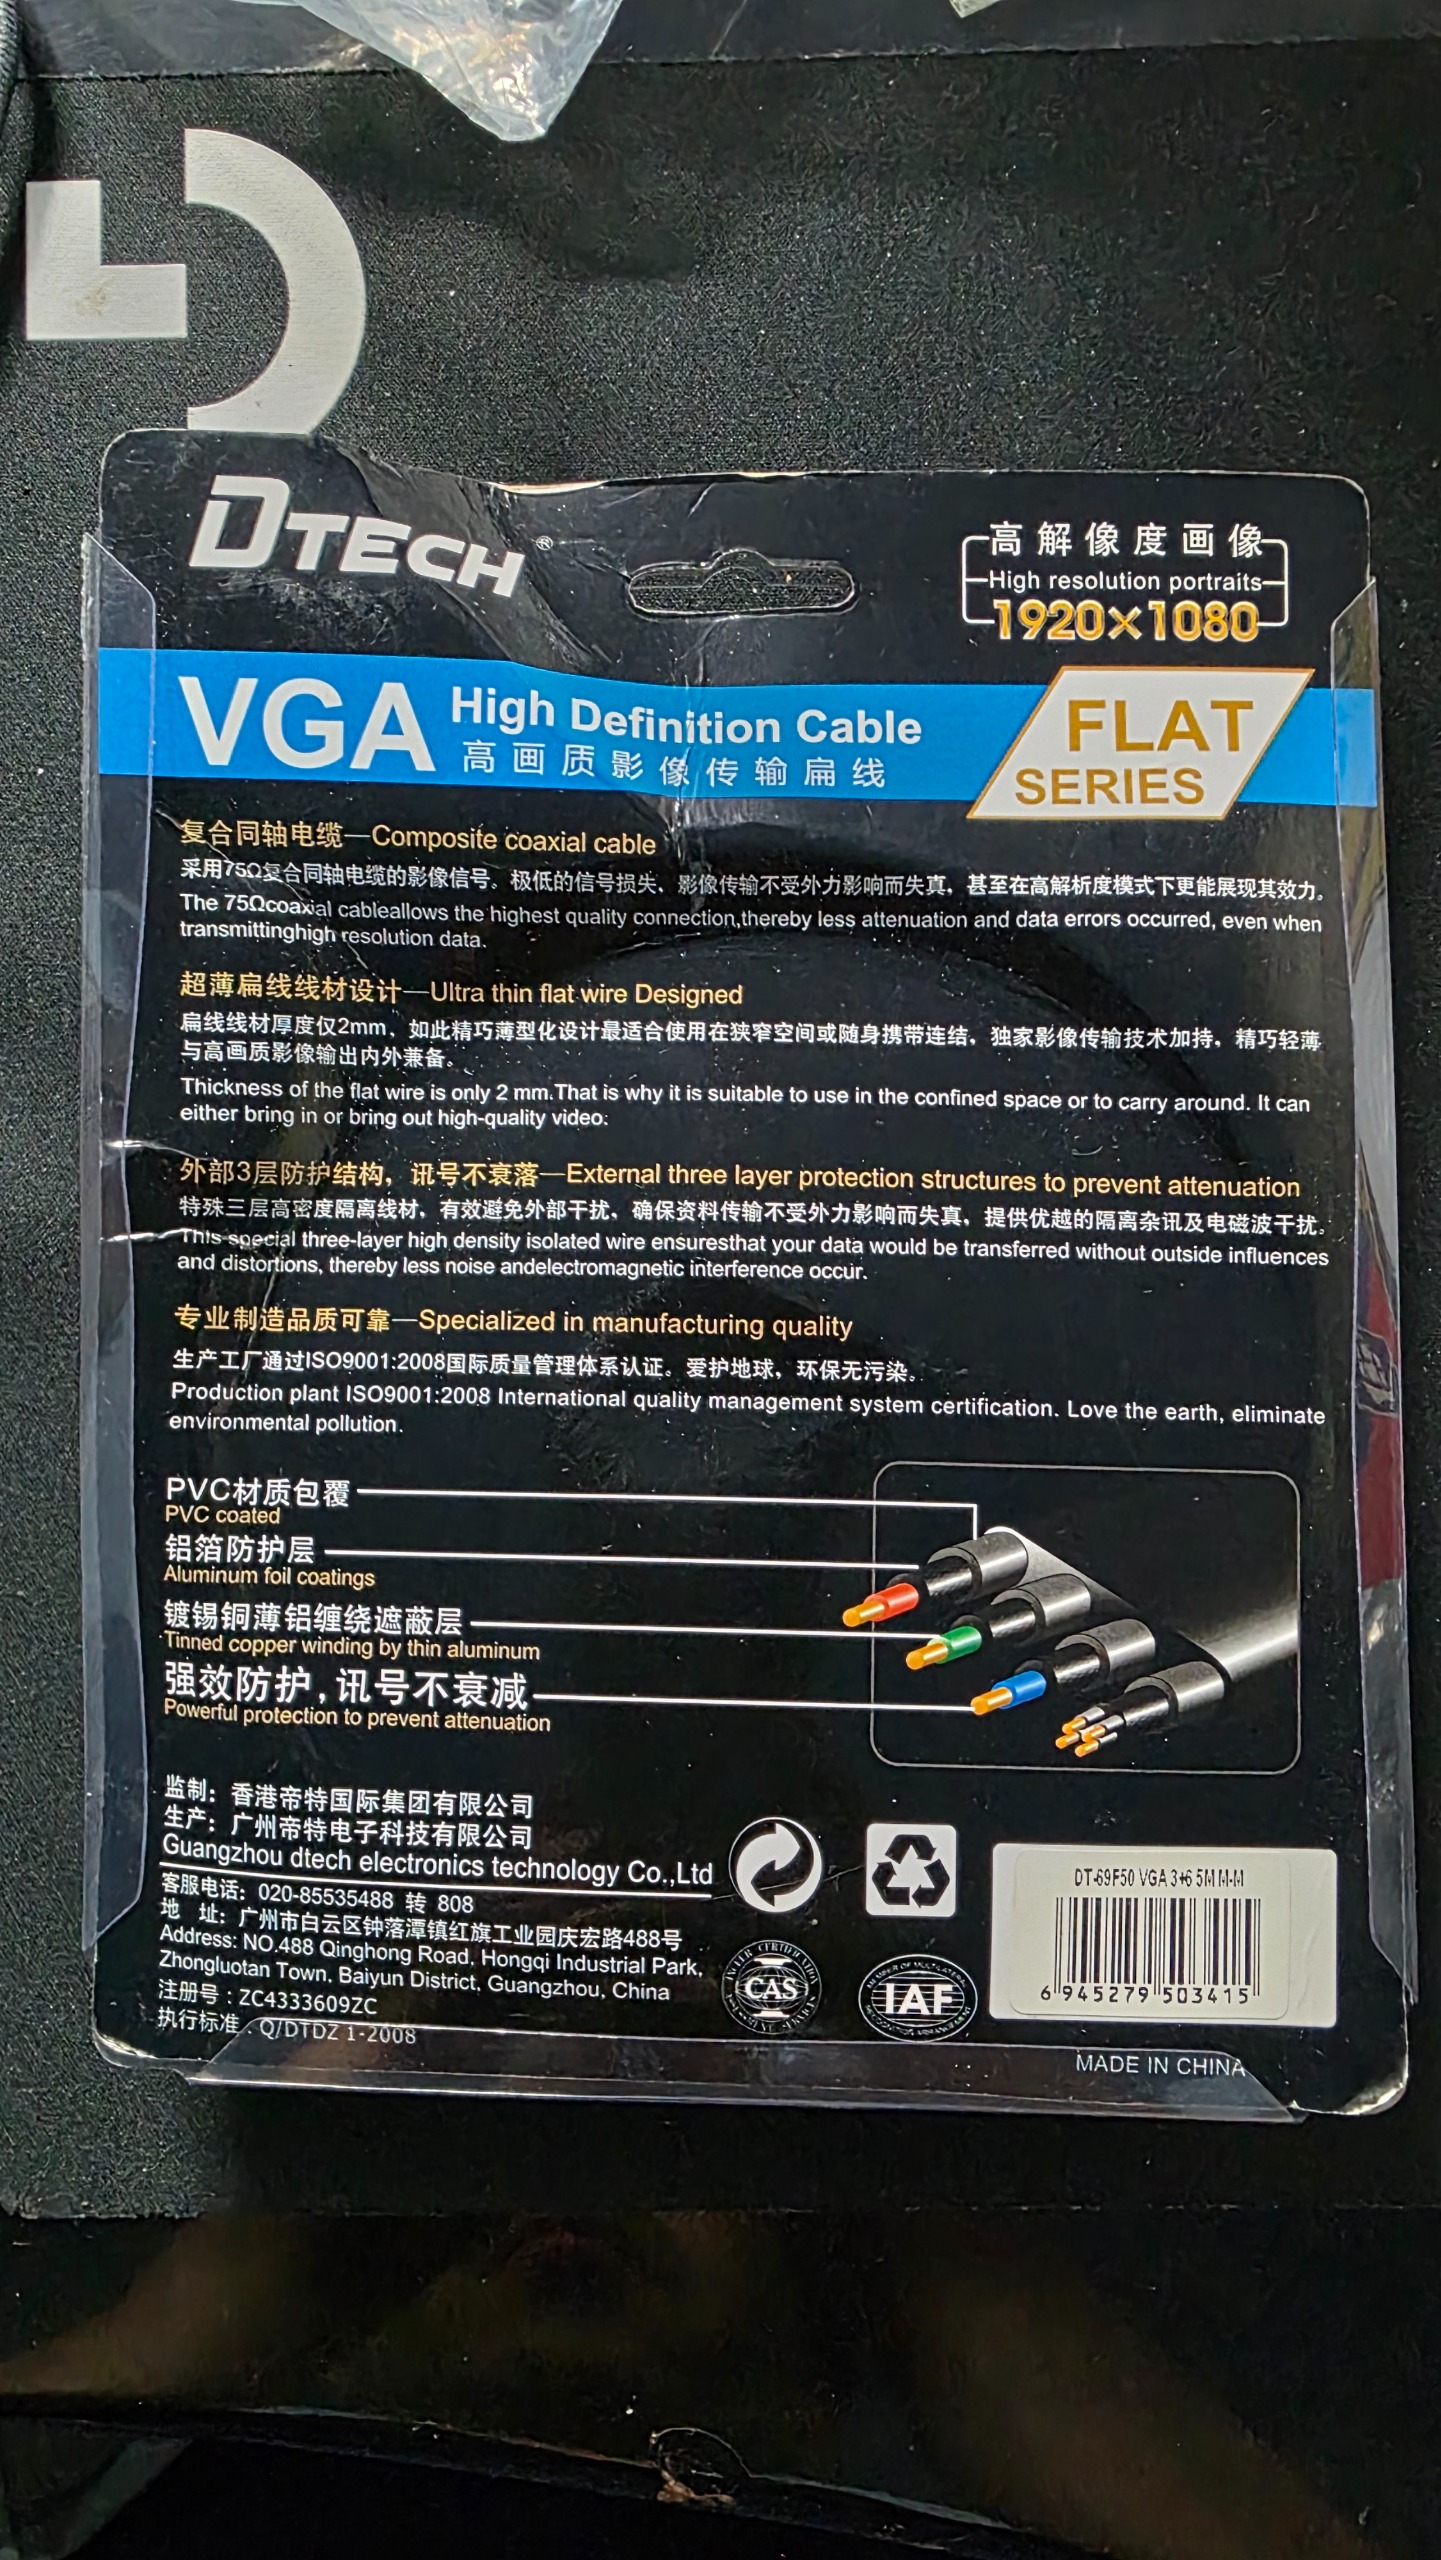 DTECH®
高解像度画像
High resolution portraits
1920×1080
VGA High Definition Cable
高画质影像传输扁线
FLAT
SERIES
复合同轴电缆—Composite coaxial cable
采用75Ω复合同轴电缆的影像信号。极低的信号损失、影像传输不受外力影响而失真，甚至在高解析度模式下更能展现其效力。
The 75Ωcoaxial cableallows the highest quality connection,thereby less attenuation and data errors occurred, even when
transmittinghigh resolution data.
超薄扁线线材设计—Ultra thin flat wire Designed
扁线线材厚度仅2mm、如此精巧薄型化设计最适合使用在狭窄空间或随身携带连结，独家影像传输技术加持，精巧轻薄
与高画质影像输出内外兼备。
Thickness of the flat wire is only 2 mm.That is why it is suitable to use in the confined space or to carry around. It can
either bring in or bring out high-quality video.
外部3层防护结构，讯号不衰落—External three layer protection structures to prevent attenuation
特殊三层高密度隔离线材，有效避免外部干扰，确保资料传输不受外力影响而失真，提供优越的隔离杂讯及电磁波干扰。
This special three-layer high density isolated wire ensuresthat your data would be transferred without outside influences
and distortions, thereby less noise andelectromagnetic interference occur.
专业制造品质可靠—Specialized in manufacturing quality
生产工厂通过ISO9001:2008国际质量管理体系认证。爱护地球，环保无污染。
Production plant ISO9001:2008 International quality management system certification. Love the earth, eliminate
environmental pollution.
PVC材质包覆
PVC coated
铝箔防护层
Aluminum foil coatings
镀锡铜薄铝缠绕遮蔽层
Tinned copper winding by thin aluminum
强效防护，讯号不衰减
Powerful protection to prevent attenuation
监制：香港帝特国际集团有限公司
生产：广州帝特电子科技有限公司
Guangzhou dtech electronics technology Co.,Ltd
客服电话：020-85535488 转 808
地 址：广州市白云区钟落潭镇红旗工业园庆宏路488号
Address: NO.488 Qinghong Road, Hongqi Industrial Park,
Zhongluotan Town, Baiyun District, Guangzhou, China
注册号：ZC4333609ZC
执行标准：Q/DTDZ 1-2008
CAS
IAF
DT-69F50 VGA 3+6 5M M-M
6 945279 503415
MADE IN CHINA